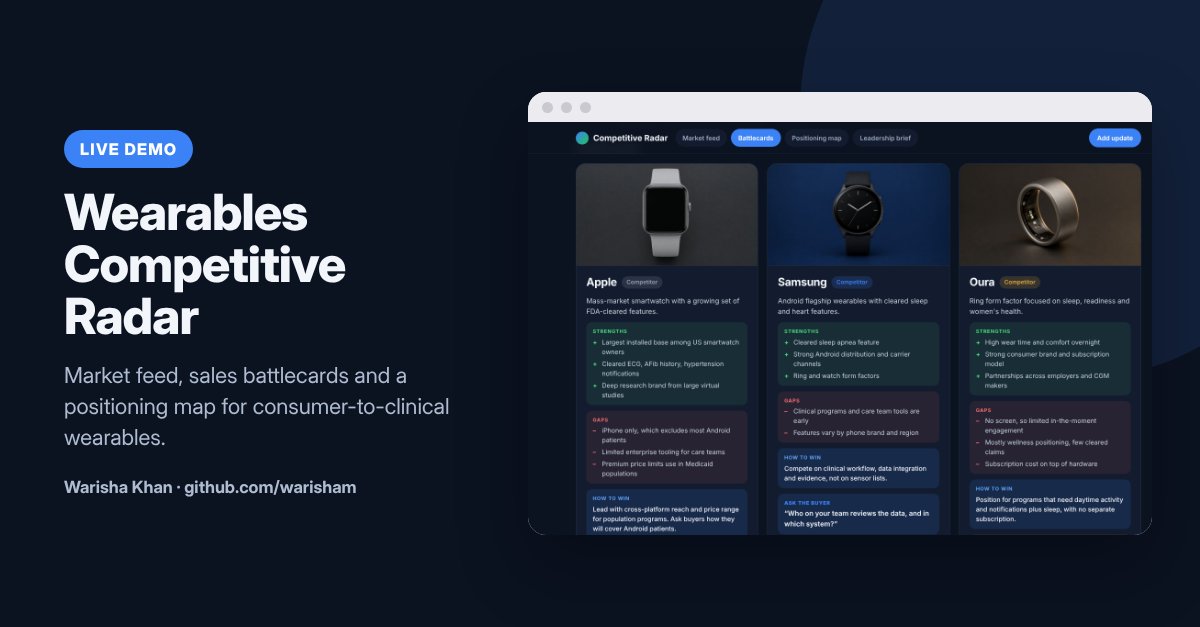 LIVE DEMO
Wearables
Competitive
Radar
Market feed, sales battlecards and a
positioning map for consumer-to-clinical
wearables.
Warisha Khan · github.com/warisham
Competitive Radar
Market feed
Battlecards
Positioning map
Leadership brief
Add update
Apple
Competitor
Mass-market smartwatch with a growing set of
FDA-cleared features.
STRENGTHS
+ Largest installed base among US smartwatch
owners
+ Cleared ECG, AFib history, hypertension
notifications
+ Deep research brand from large virtual
studies
GAPS
– iPhone only, which excludes most Android
patients
– Limited enterprise tooling for care teams
– Premium price limits use in Medicaid
populations
HOW TO WIN
Lead with cross-platform reach and price range
for population programs. Ask buyers how they
will cover Android patients.
Samsung
Competitor
Android flagship wearables with cleared sleep
and heart features.
STRENGTHS
+ Cleared sleep apnea feature
+ Strong Android distribution and carrier
channels
+ Ring and watch form factors
GAPS
– Clinical programs and care team tools are
early
– Features vary by phone brand and region
HOW TO WIN
Compete on clinical workflow, data integration
and evidence, not on sensor lists.
ASK THE BUYER
“Who on your team reviews the data, and in
which system?”
Oura
Competitor
Ring form factor focused on sleep, readiness and
women's health.
STRENGTHS
+ High wear time and comfort overnight
+ Strong consumer brand and subscription
model
+ Partnerships across employers and CGM
makers
GAPS
– No screen, so limited in-the-moment
engagement
– Mostly wellness positioning, few cleared
claims
– Subscription cost on top of hardware
HOW TO WIN
Position for programs that need daytime activity
and notifications plus sleep, with no separate
subscription.